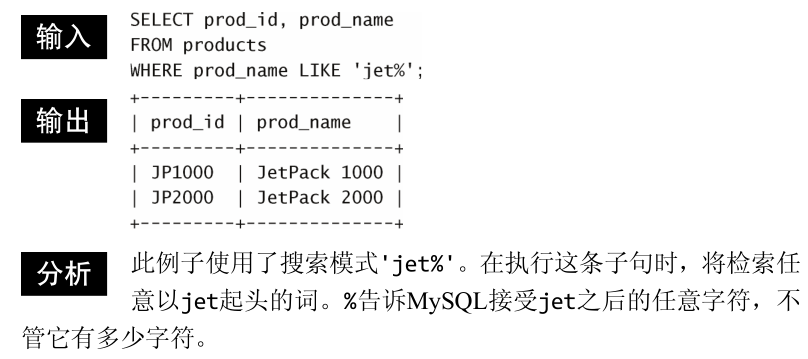 输入
SELECT prod_id, prod_name
FROM products
WHERE prod_name LIKE 'jet%';
输出
+---------+--------------+
| prod_id | prod_name    |
+---------+--------------+
| JP1000  | JetPack 1000 |
| JP2000  | JetPack 2000 |
+---------+--------------+
分析
此例子使用了搜索模式'jet%'。在执行这条子句时，将检索任
意以jet起头的词。%告诉MySQL接受jet之后的任意字符，不
管它有多少字符。